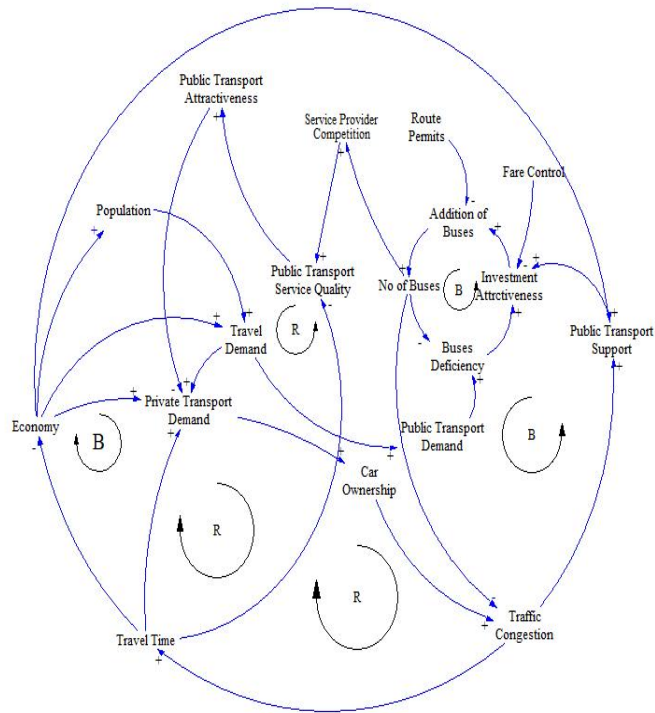 Public Transport
Attractiveness
+
Service Provider
Competition
+
Route
Permits
-
Fare Control
-
Population
+
Addition of
Buses
+
Public Transport
Service Quality
+
-
No of Buses
+
B
Investment
Attrctiveness
+
+
Travel
Demand
+
+
R
Buses
Deficiency
-
+
Public Transport
Support
+
+
Economy
-
Private Transport
Demand
+
-
+
+
B
Public Transport
Demand
+
B
Car
Ownership
+
R
R
Travel Time
+
Traffic
Congestion
-
+